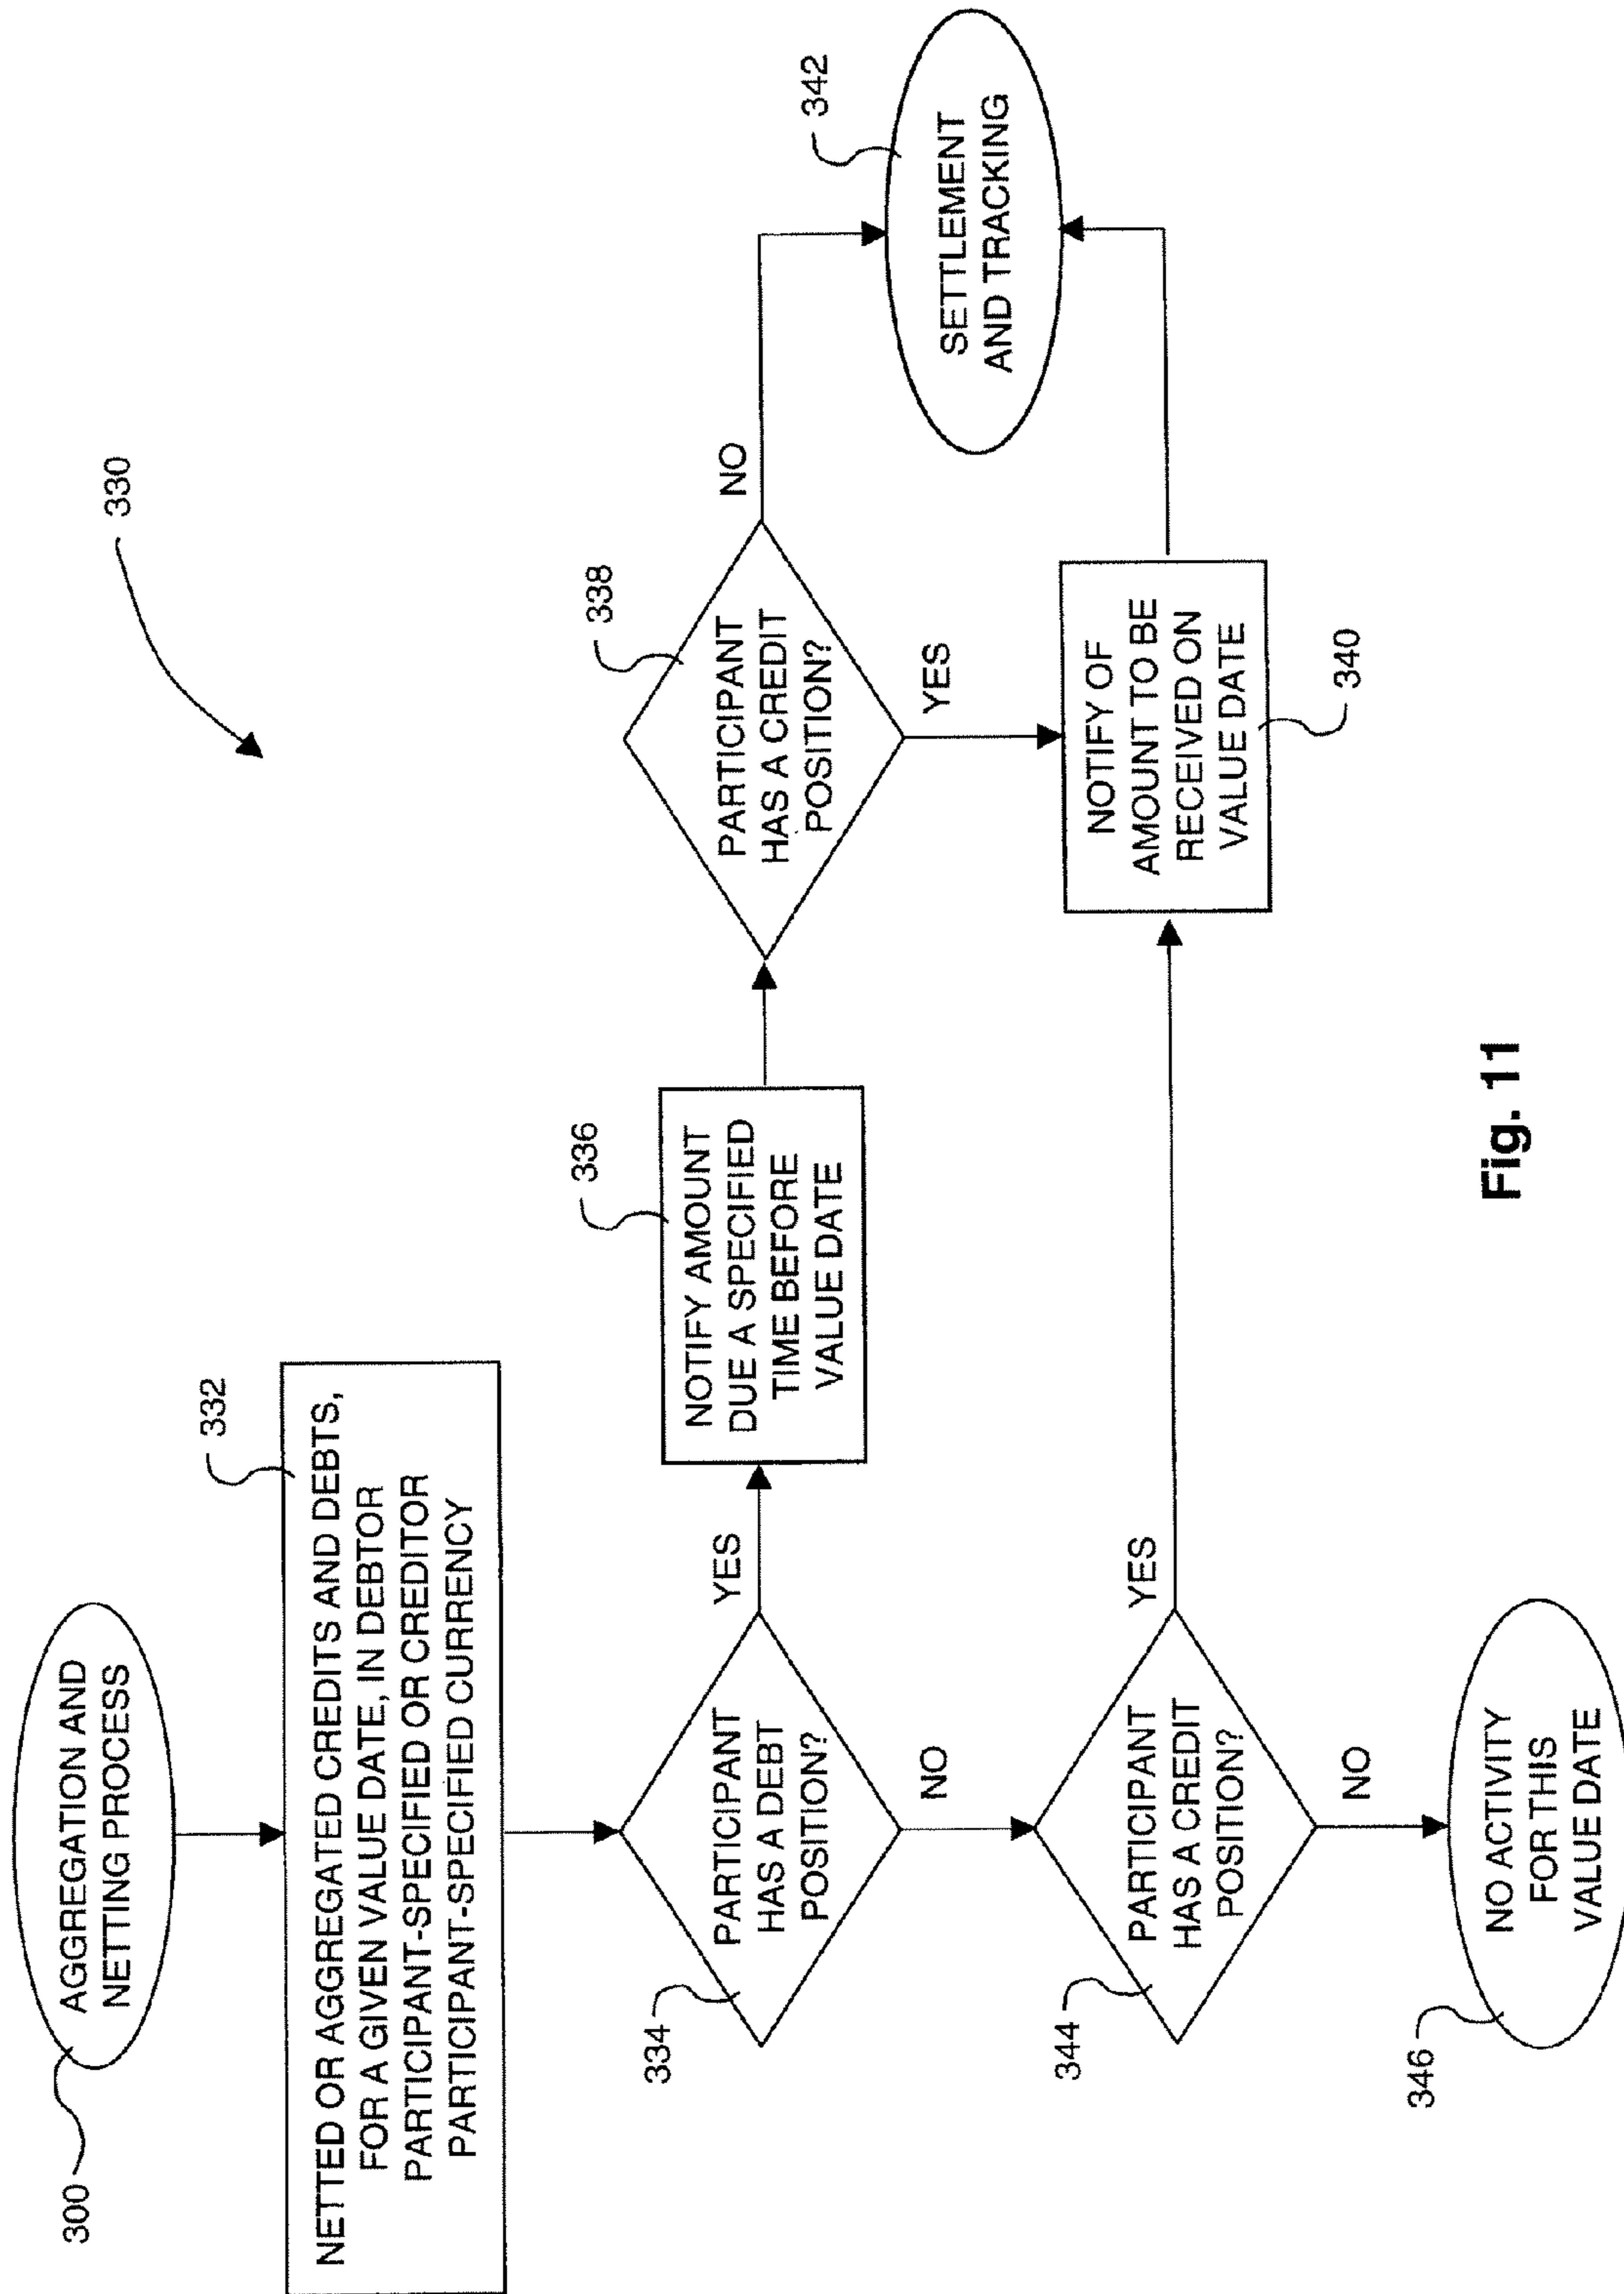 330
300
AGGREGATION AND
NETTING PROCESS
332
NETTED OR AGGREGATED CREDITS AND DEBTS,
FOR A GIVEN VALUE DATE, IN DEBTOR
PARTICIPANT-SPECIFIED OR CREDITOR
PARTICIPANT-SPECIFIED CURRENCY
334
PARTICIPANT
HAS A DEBT
POSITION?
YES
NO
336
NOTIFY AMOUNT
DUE A SPECIFIED
TIME BEFORE
VALUE DATE
338
PARTICIPANT
HAS A CREDIT
POSITION?
NO
YES
342
SETTLEMENT
AND TRACKING
344
PARTICIPANT
HAS A CREDIT
POSITION?
YES
NO
NOTIFY OF
AMOUNT TO BE
RECEIVED ON
VALUE DATE
340
346
NO ACTIVITY
FOR THIS
VALUE DATE
Fig. 11